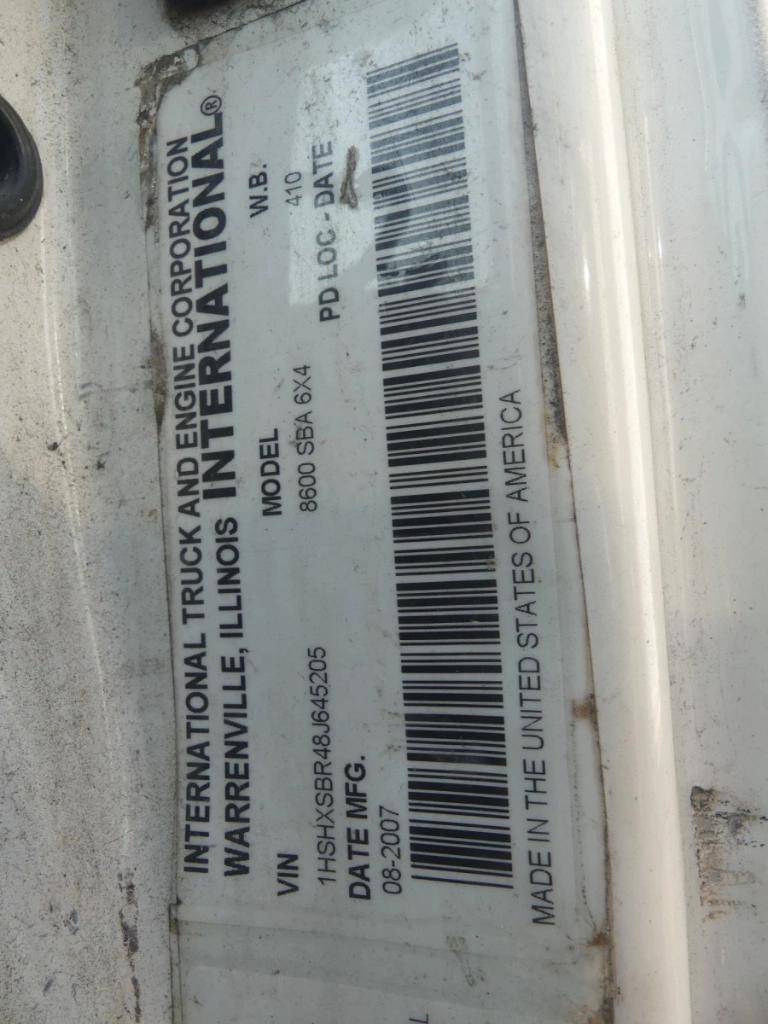 INTERNATIONAL TRUCK AND ENGINE CORPORATION
WARRENVILLE, ILLINOIS INTERNATIONAL®
VIN MODEL W.B.
1HSHXSBR48J645205 8600 SBA 6X4 410
DATE MFG. PD LOC - DATE
08-2007
MADE IN THE UNITED STATES OF AMERICA